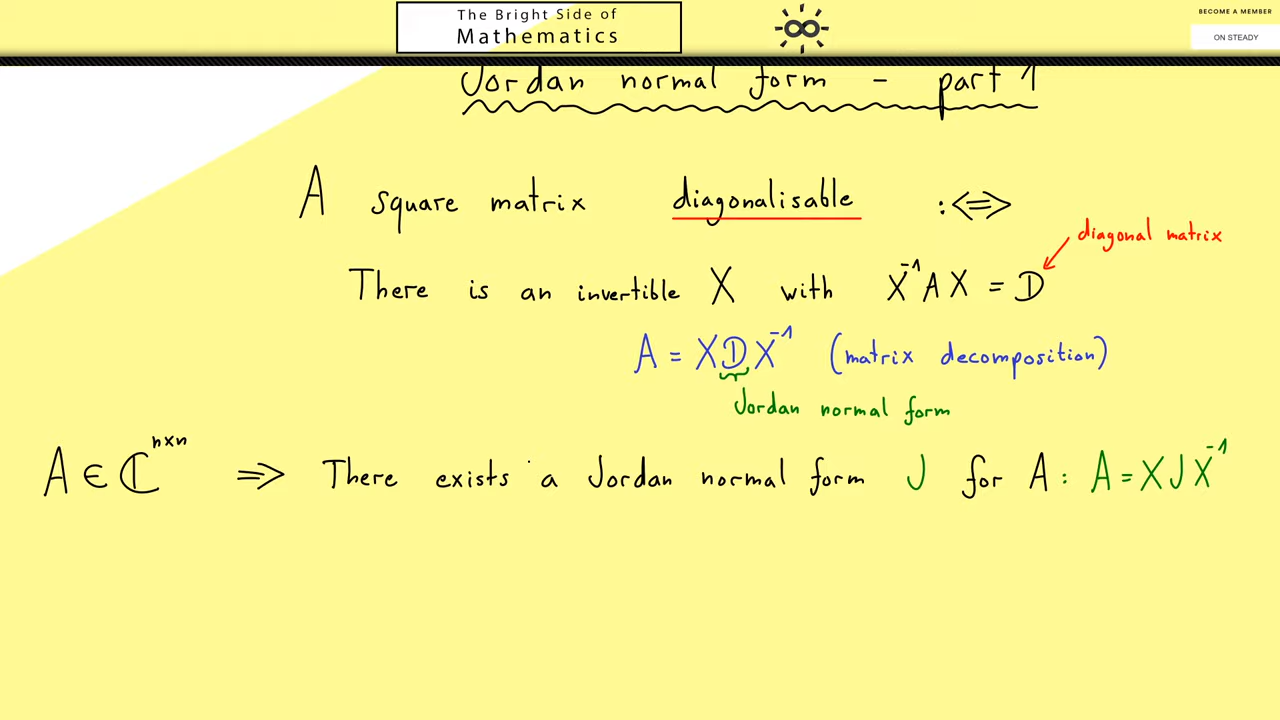 The Bright Side of
Mathematics
BECOME A MEMBER
ON STEADY
Jordan normal form - part 1
A square matrix diagonalisable :⇔
diagonal matrix
There is an invertible X with X⁻¹AX = D
A = XDX⁻¹ (matrix decomposition)
Jordan normal form
A ∈ ℂⁿˣⁿ ⇒ There exists a Jordan normal form J for A: A = XJX⁻¹